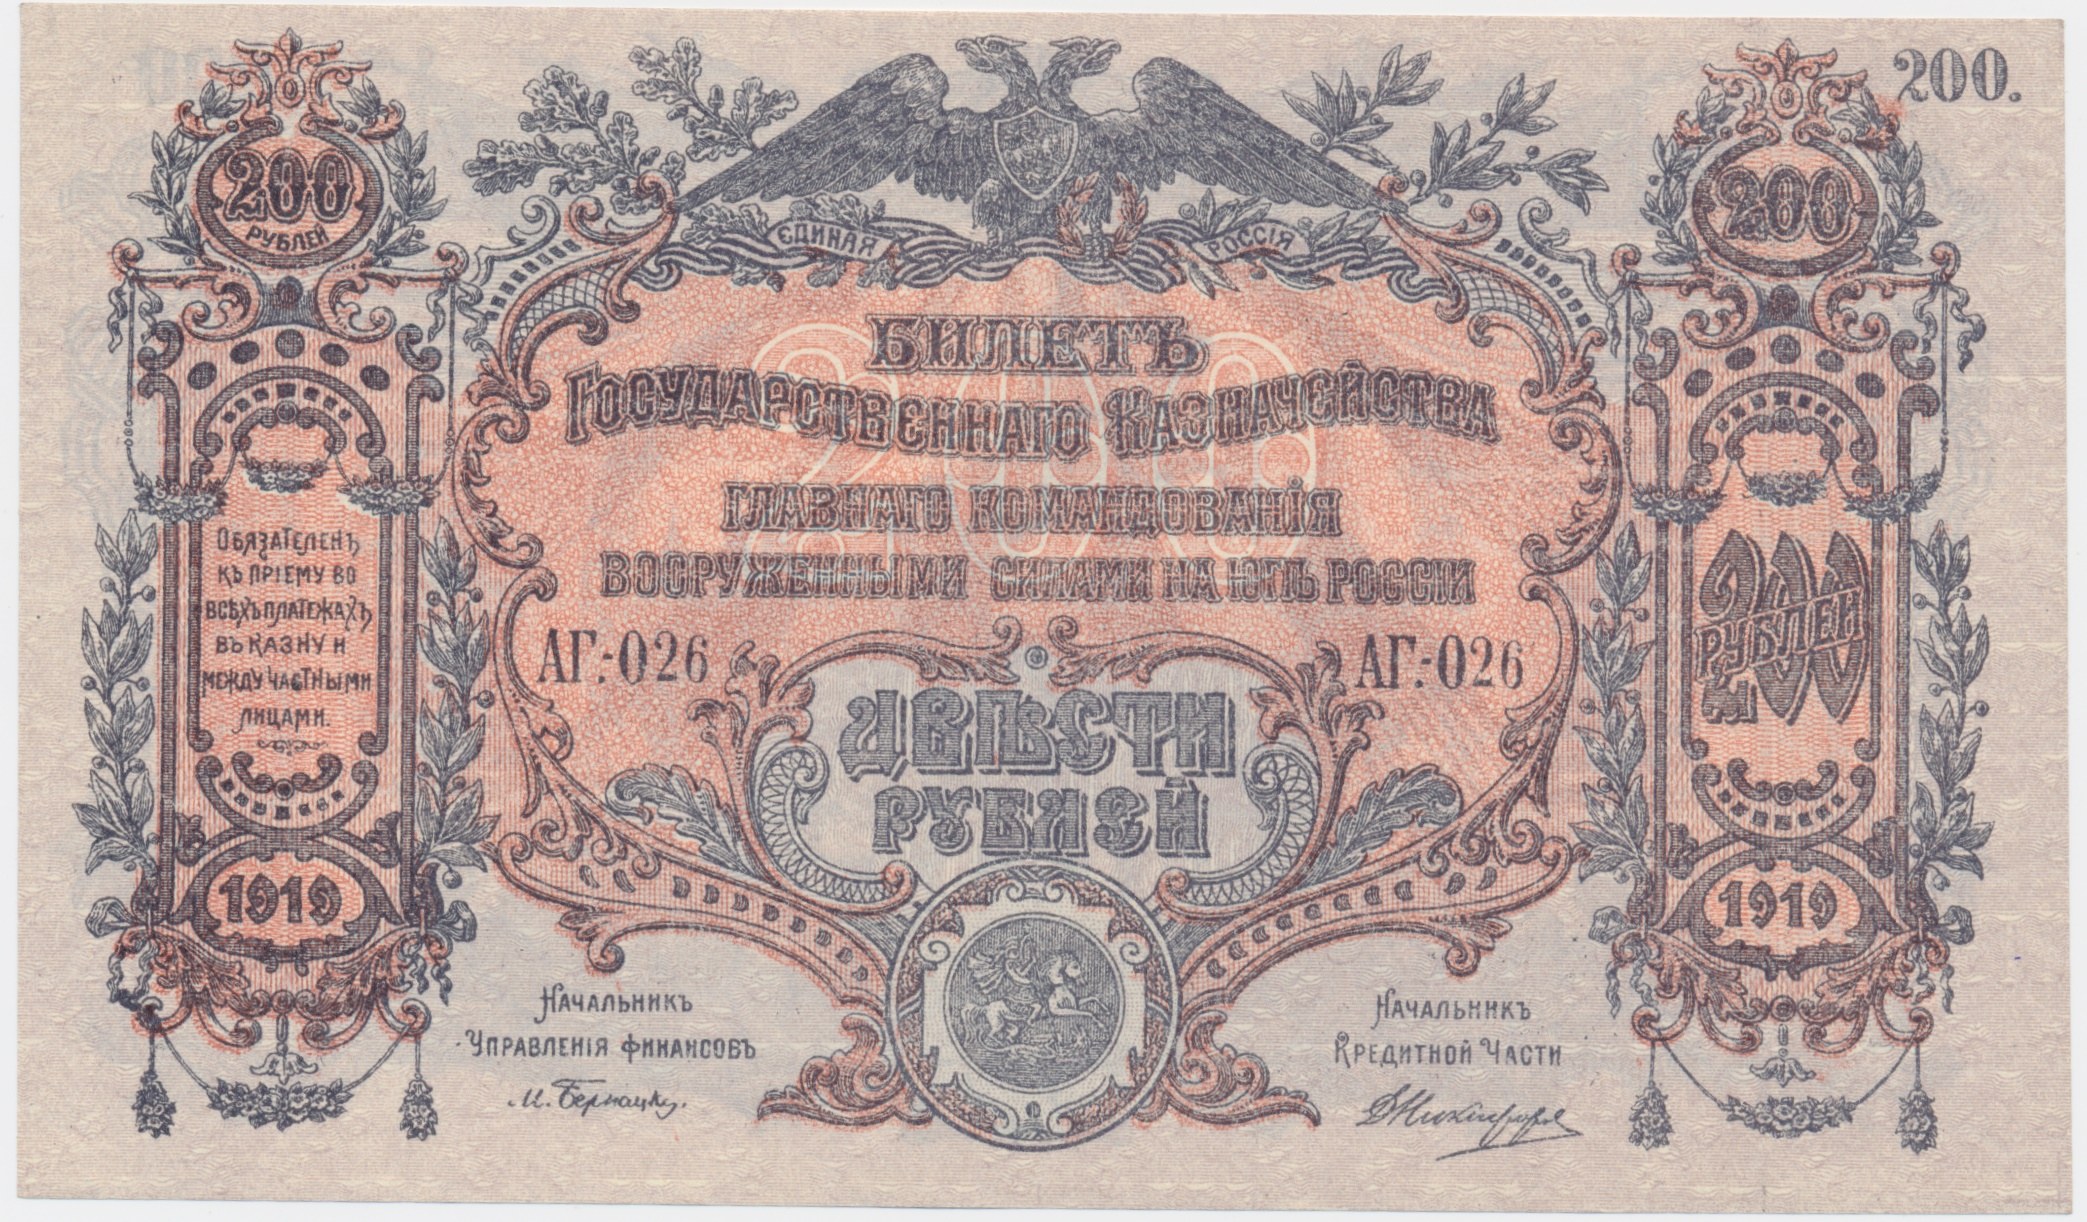 200.
200
РУБЛЕЙ
200
ЕДИНАЯ РОССІЯ
200
БИЛЕТЪ
ГОСУДАРСТВЕННАГО КАЗНАЧЕЙСТВА
ГЛАВНАГО КОМАНДОВАНІЯ
ВООРУЖЕННЫМИ СИЛАМИ НА ЮГѢ РОССІИ
АГ:-026 АГ:-026
ДВѢСТИ
РУБЛЕЙ
ОБЯЗАТЕЛЕНЪ
КЪ ПРІЕМУ ВО
ВСѢХЪ ПЛАТЕЖАХЪ
ВЪ КАЗНУ И
МЕЖДУ ЧАСТНЫМИ
ЛИЦАМИ.
200
РУБЛЕЙ
1919
1919
НАЧАЛЬНИКЪ
УПРАВЛЕНІЯ ФИНАНСОВЪ
М. Бернацкій.
НАЧАЛЬНИКЪ
КРЕДИТНОЙ ЧАСТИ